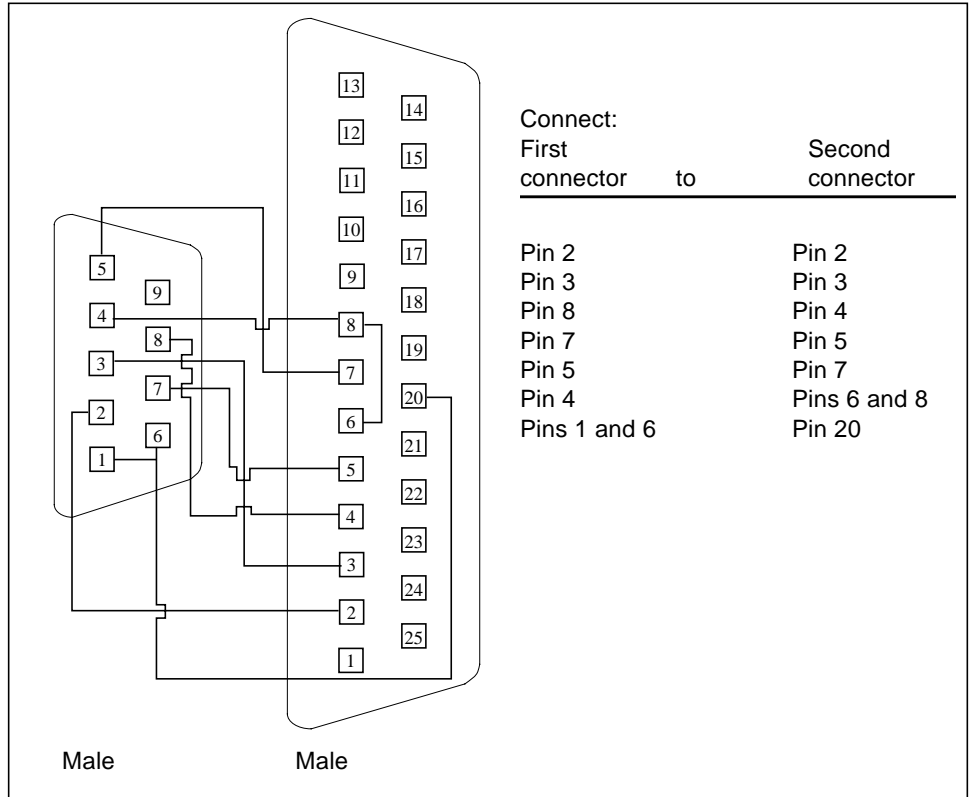 13
14
12
15
11
16
10
17
9
18
8
19
7
20
6
21
5
22
4
23
3
24
2
25
1
5
9
4
8
3
7
2
6
1
Male
Male
Connect:
First Second
connector to connector
Pin 2 Pin 2
Pin 3 Pin 3
Pin 8 Pin 4
Pin 7 Pin 5
Pin 5 Pin 7
Pin 4 Pins 6 and 8
Pins 1 and 6 Pin 20